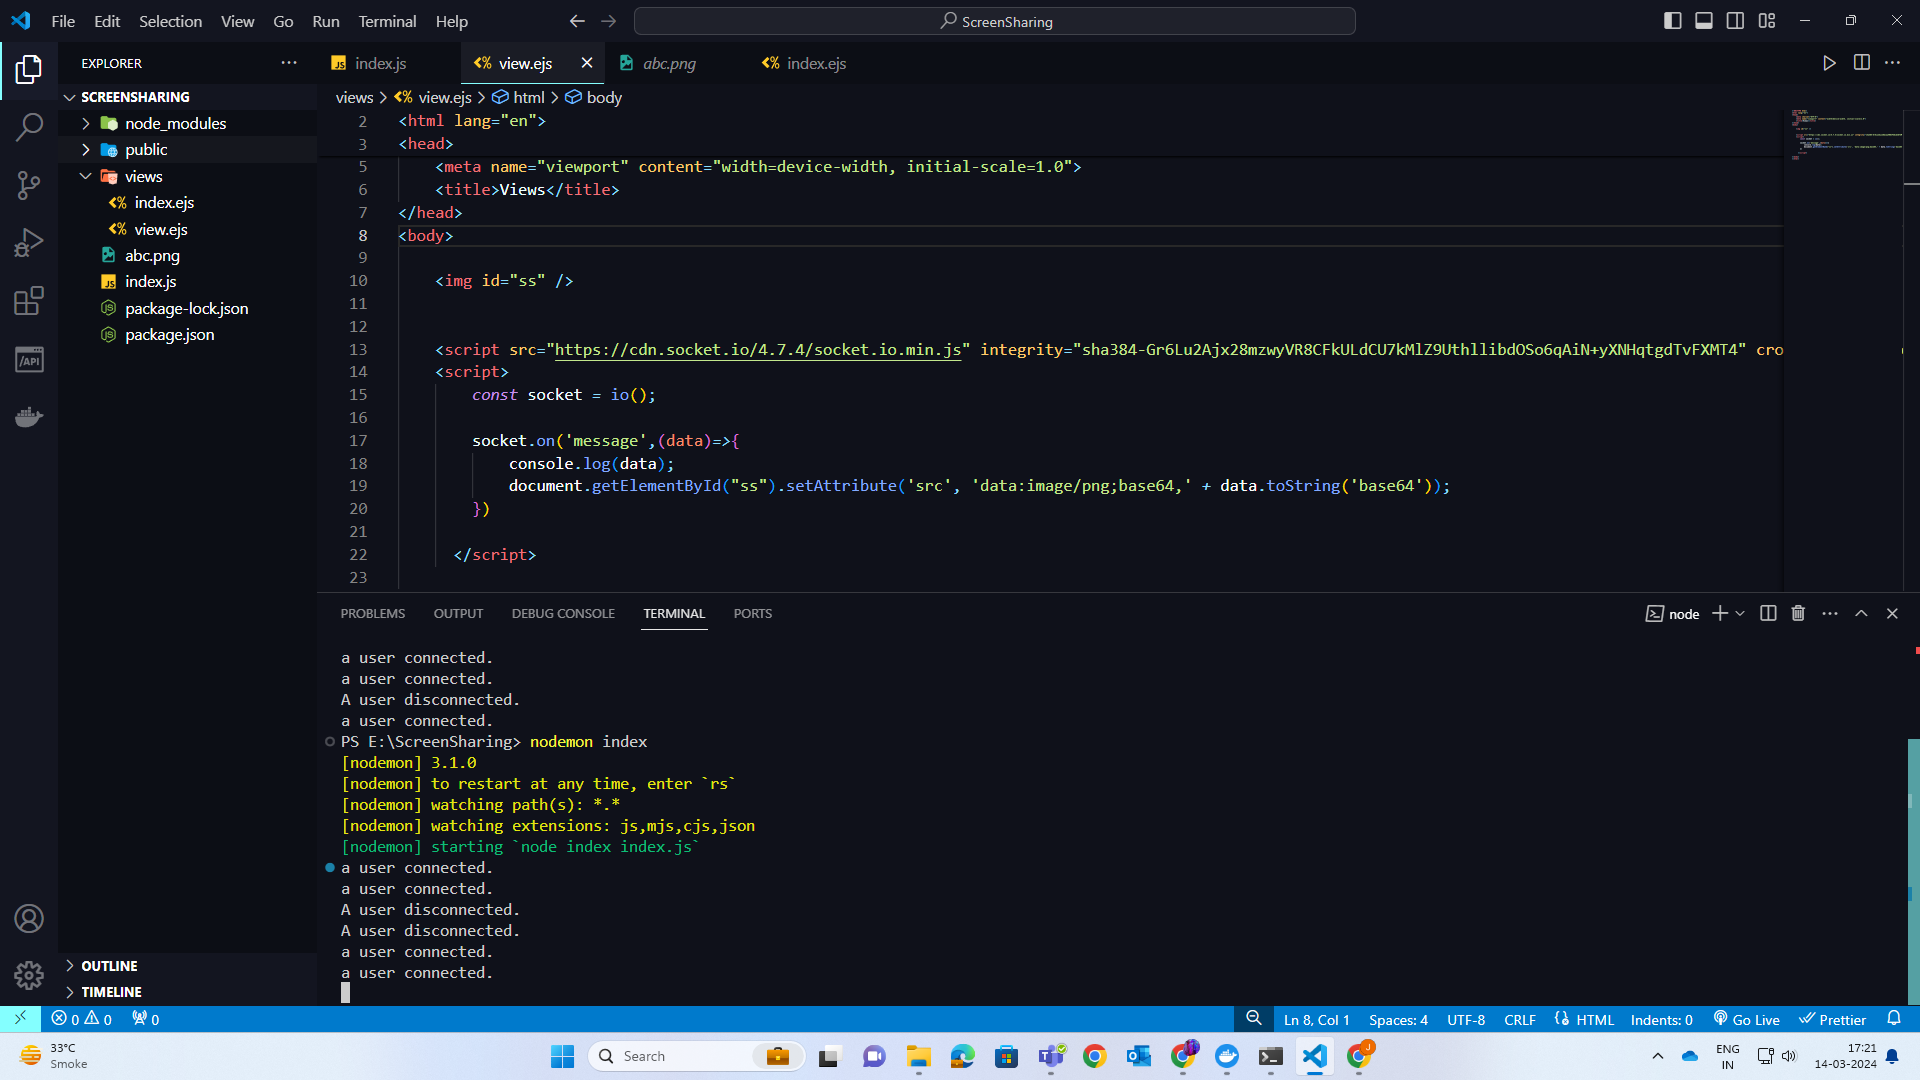 File Edit Selection View Go Run Terminal Help
ScreenSharing
EXPLORER
index.js
view.ejs
abc.png
index.ejs
SCREENSHARING
node_modules
public
views
index.ejs
view.ejs
abc.png
index.js
package-lock.json
package.json
OUTLINE
TIMELINE
views > view.ejs > html > body
2 <html lang="en">
3 <head>
5 <meta name="viewport" content="width=device-width, initial-scale=1.0">
6 <title>Views</title>
7 </head>
8 <body>
9
10 <img id="ss" />
11
12
13 <script src="https://cdn.socket.io/4.7.4/socket.io.min.js" integrity="sha384-Gr6Lu2Ajx28mzwyVR8CFkULdCU7kMlZ9UthllibdOSo6qAiN+yXNHqtgdTvFXMT4" cro
14 <script>
15 const socket = io();
16
17 socket.on('message',(data)=>{
18 console.log(data);
19 document.getElementById("ss").setAttribute('src', 'data:image/png;base64,' + data.toString('base64'));
20 })
21
22 </script>
23
PROBLEMS OUTPUT DEBUG CONSOLE TERMINAL PORTS
node
a user connected.
a user connected.
A user disconnected.
a user connected.
PS E:\ScreenSharing> nodemon index
[nodemon] 3.1.0
[nodemon] to restart at any time, enter `rs`
[nodemon] watching path(s): *.*
[nodemon] watching extensions: js,mjs,cjs,json
[nodemon] starting `node index index.js`
a user connected.
a user connected.
A user disconnected.
A user disconnected.
a user connected.
a user connected.
0 0 0
Ln 8, Col 1 Spaces: 4 UTF-8 CRLF HTML Indents: 0 Go Live Prettier
33°C
Smoke
Search
ENG
IN
17:21
14-03-2024